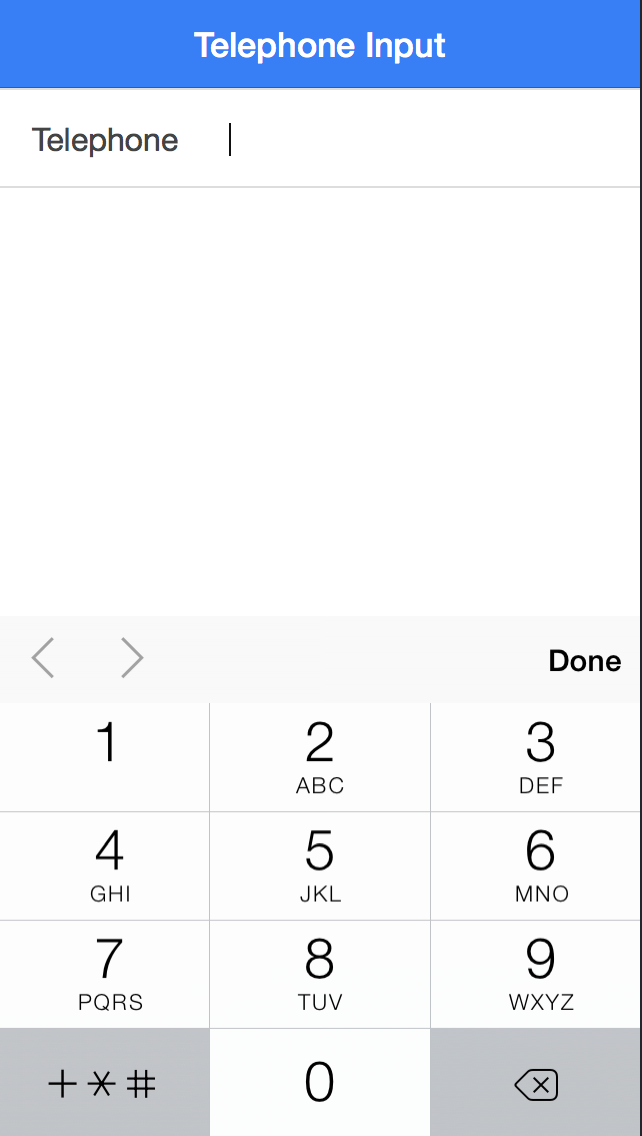 Telephone Input
Telephone
Done
1 2 3
ABC DEF
4 5 6
GHI JKL MNO
7 8 9
PQRS TUV WXYZ
+*# 0